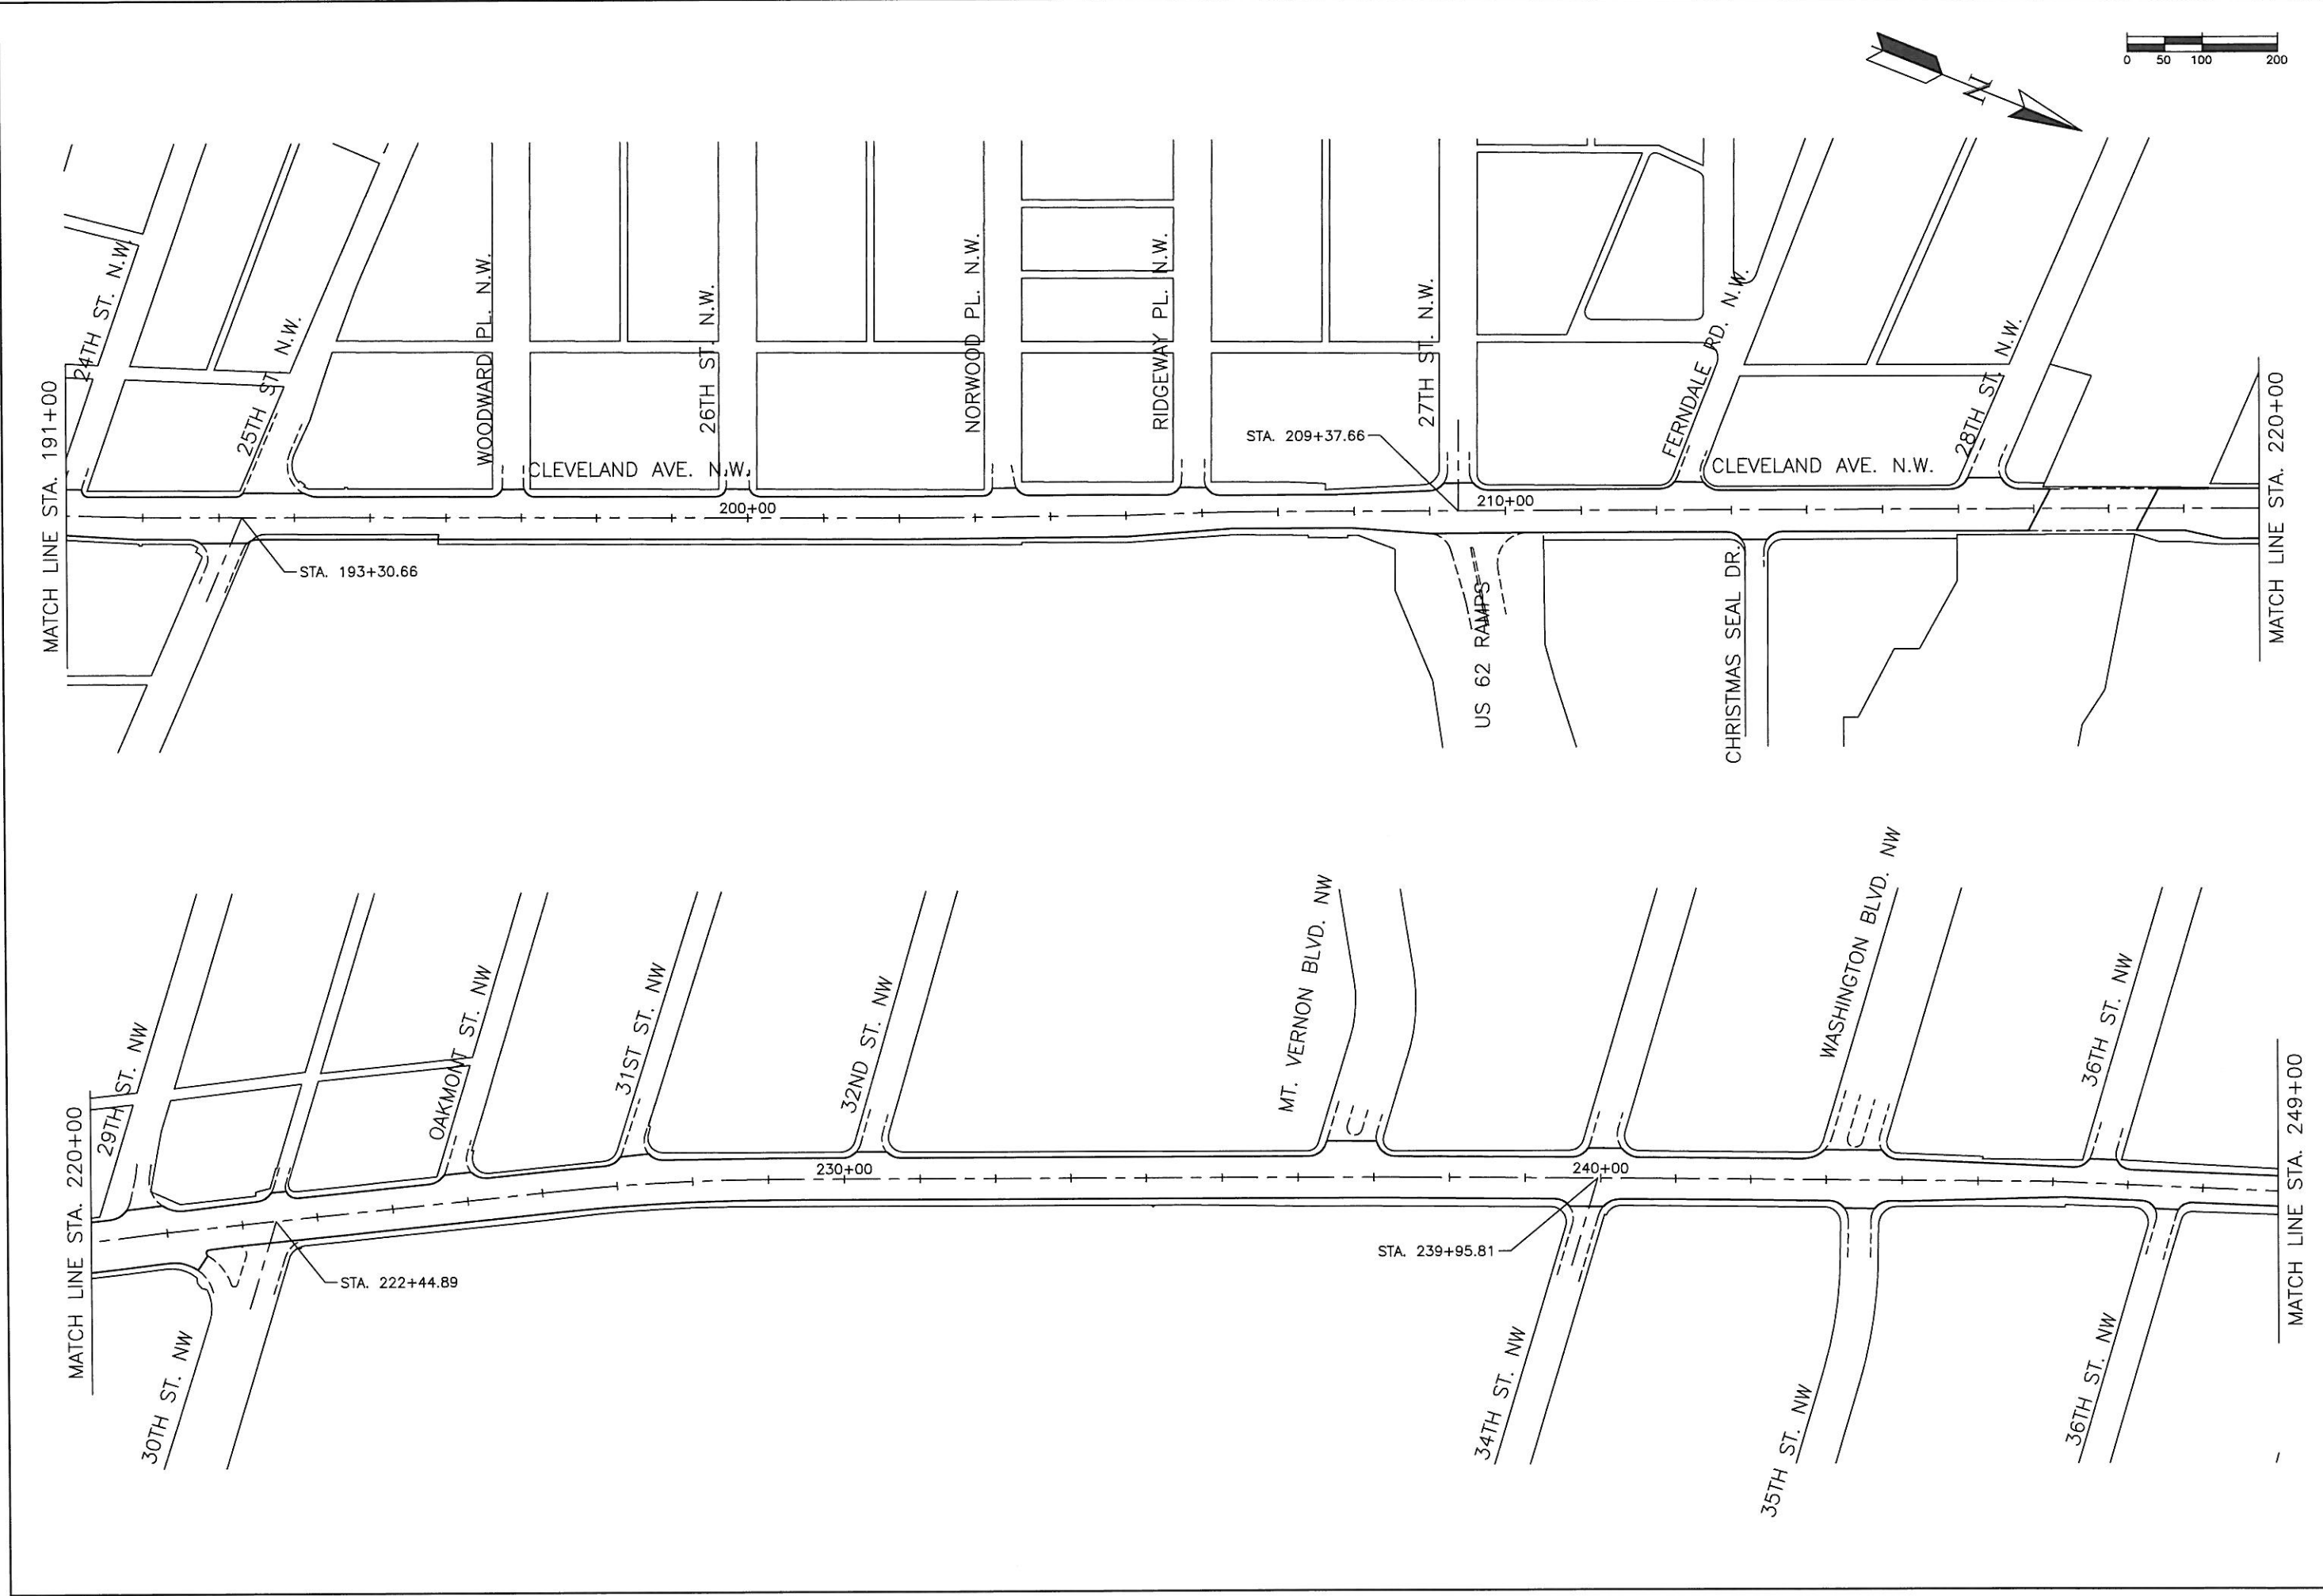 N
0 50 100 200
MATCH LINE STA. 191+00
24TH ST. N.W.
25TH ST. N.W.
WOODWARD PL. N.W.
26TH ST. N.W.
NORWOOD PL. N.W.
RIDGEWAY PL. N.W.
27TH ST. N.W.
FERNDALE RD. N.W.
28TH ST. N.W.
MATCH LINE STA. 220+00
STA. 209+37.66
CLEVELAND AVE. N.W.
CLEVELAND AVE. N.W.
200+00
210+00
STA. 193+30.66
US 62 RAMPS
CHRISTMAS SEAL DR.
MATCH LINE STA. 220+00
29TH ST. NW
OAKMONT ST. NW
31ST ST. NW
32ND ST. NW
MT. VERNON BLVD. NW
WASHINGTON BLVD. NW
36TH ST. NW
MATCH LINE STA. 249+00
230+00
240+00
STA. 222+44.89
STA. 239+95.81
30TH ST. NW
34TH ST. NW
35TH ST. NW
36TH ST. NW